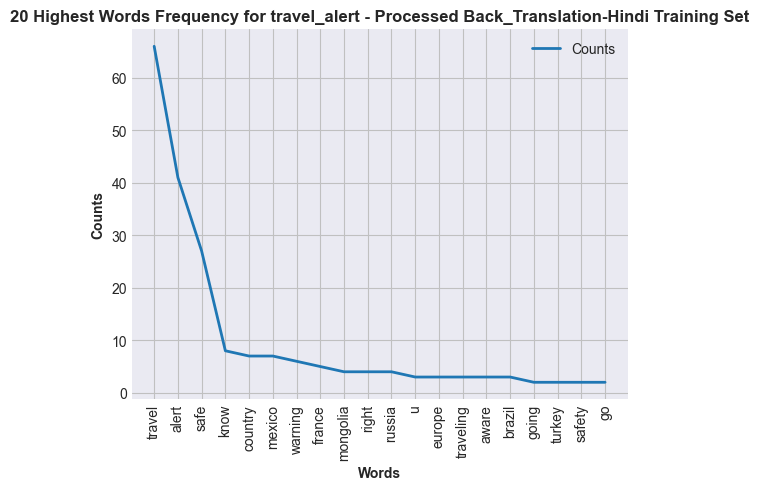 20 Highest Words Frequency for travel_alert - Processed Back_Translation-Hindi Training Set
Counts
Counts
60
50
40
30
20
10
0
travel
alert
safe
know
country
mexico
warning
france
mongolia
right
russia
u
europe
traveling
aware
brazil
going
turkey
safety
go
Words